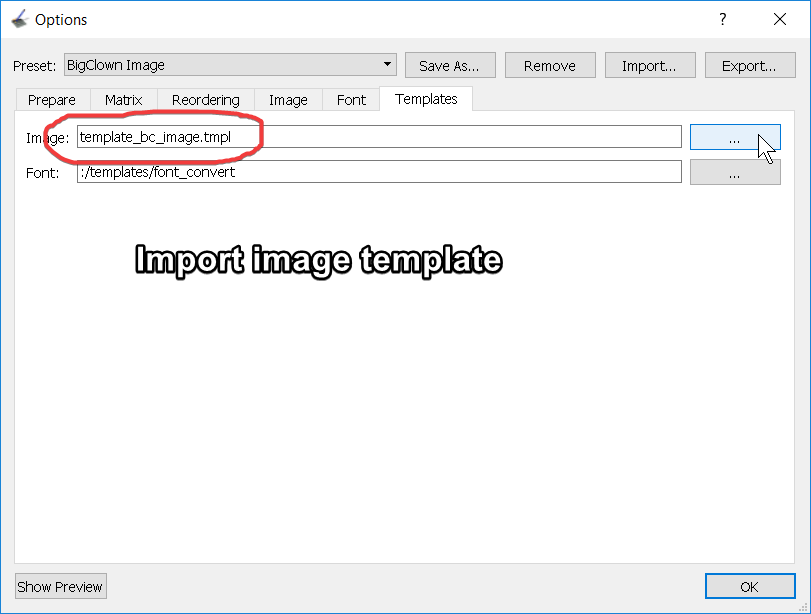 Options ?
Preset: BigClown Image Save As... Remove Import... Export...
Prepare Matrix Reordering Image Font Templates
Image: template_bc_image.tmpl ...
Font: :/templates/font_convert ...
Import image template
Show Preview OK